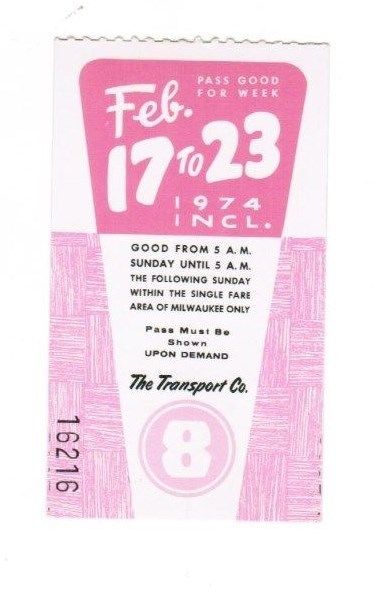 PASS GOOD
FOR WEEK
Feb.
17 TO 23
1974
INCL.
GOOD FROM 5 A.M.
SUNDAY UNTIL 5 A.M.
THE FOLLOWING SUNDAY
WITHIN THE SINGLE FARE
AREA OF MILWAUKEE ONLY
Pass Must Be
Shown
UPON DEMAND
The Transport Co.
8
16216